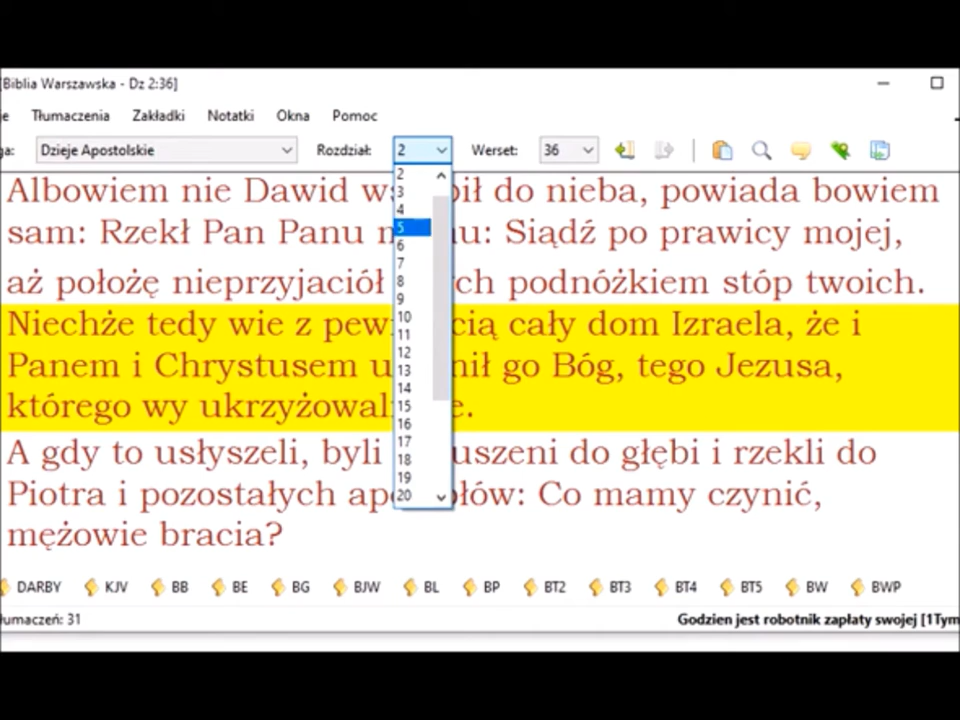 [Biblia Warszawska - Dz 2:36]
Tłumaczenia Zakładki Notatki Okna Pomoc
ga: Dzieje Apostolskie Rozdział: 2 Werset: 36
2
3
4
5
6
7
8
9
10
11
12
13
14
15
16
17
18
19
20
Albowiem nie Dawid ws pił do nieba, powiada bowiem
sam: Rzekł Pan Panu m u: Siądź po prawicy mojej,
aż położę nieprzyjaciół ch podnóżkiem stóp twoich.
Niechże tedy wie z pew cią cały dom Izraela, że i
Panem i Chrystusem u nił go Bóg, tego Jezusa,
którego wy ukrzyżowal e.
A gdy to usłyszeli, byli uszeni do głębi i rzekli do
Piotra i pozostałych apo łów: Co mamy czynić,
mężowie bracia?
DARBY KJV BB BE BG BJW BL BP BT2 BT3 BT4 BT5 BW BWP
łumaczeń: 31 Godzien jest robotnik zapłaty swojej [1Tym